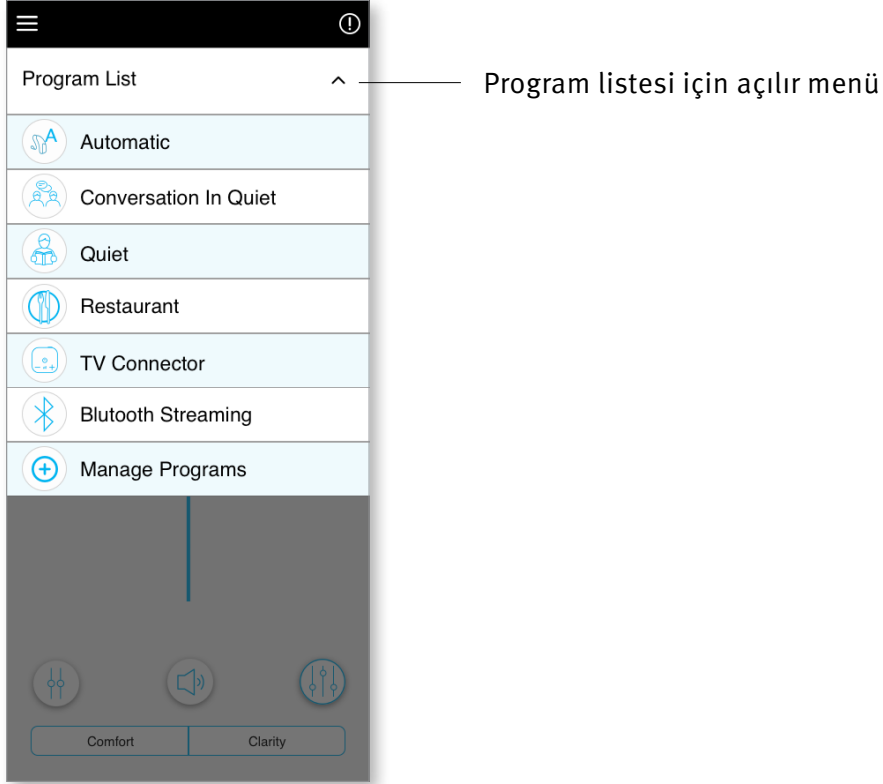 Program List
Program listesi için açılır menü
A
Automatic
Conversation In Quiet
Quiet
Restaurant
TV Connector
Blutooth Streaming
Manage Programs
Comfort
Clarity